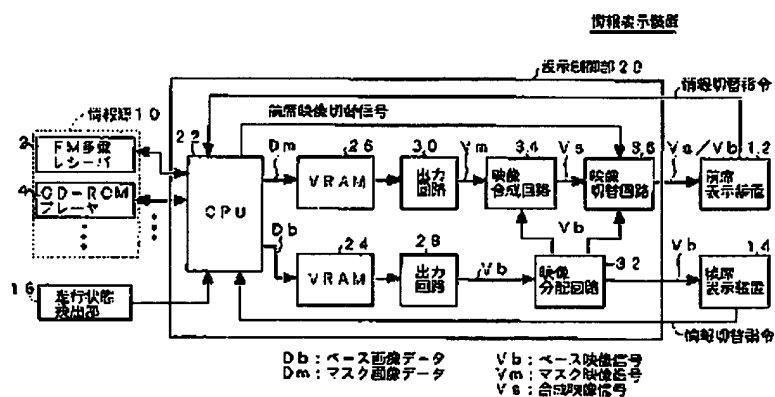 情報表示装置
表示制御部20
情報切替指令
情報源10
前席映像切替信号
22
2
FM多重
レシーバ
4
CD-ROM
プレーヤ
CPU
Dm
26
VRAM
30
出力
回路
Vm
34
映像
合成回路
Vs
36
映像
切替回路
Vs/Vb
12
前席
表示装置
Db
24
VRAM
28
出力
回路
Vb
Vb
32
映像
分配回路
Vb
14
後席
表示装置
16
走行状態
検出部
情報切替指令
Db:ベース画像データ
Dm:マスク画像データ
Vb:ベース映像信号
Vm:マスク映像信号
Vs:合成映像信号